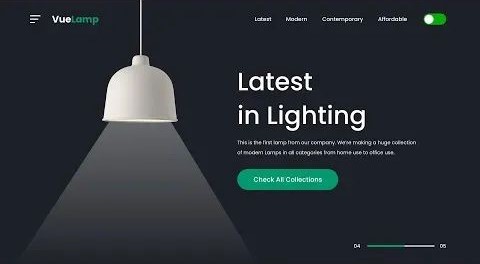 VueLamp
Latest Modern Contemporary Affordable
Latest
in Lighting
This is the first lamp from our company. We're making a huge collection
of modern Lamps in all categories from home use to office use.
Check All Collections
04 05